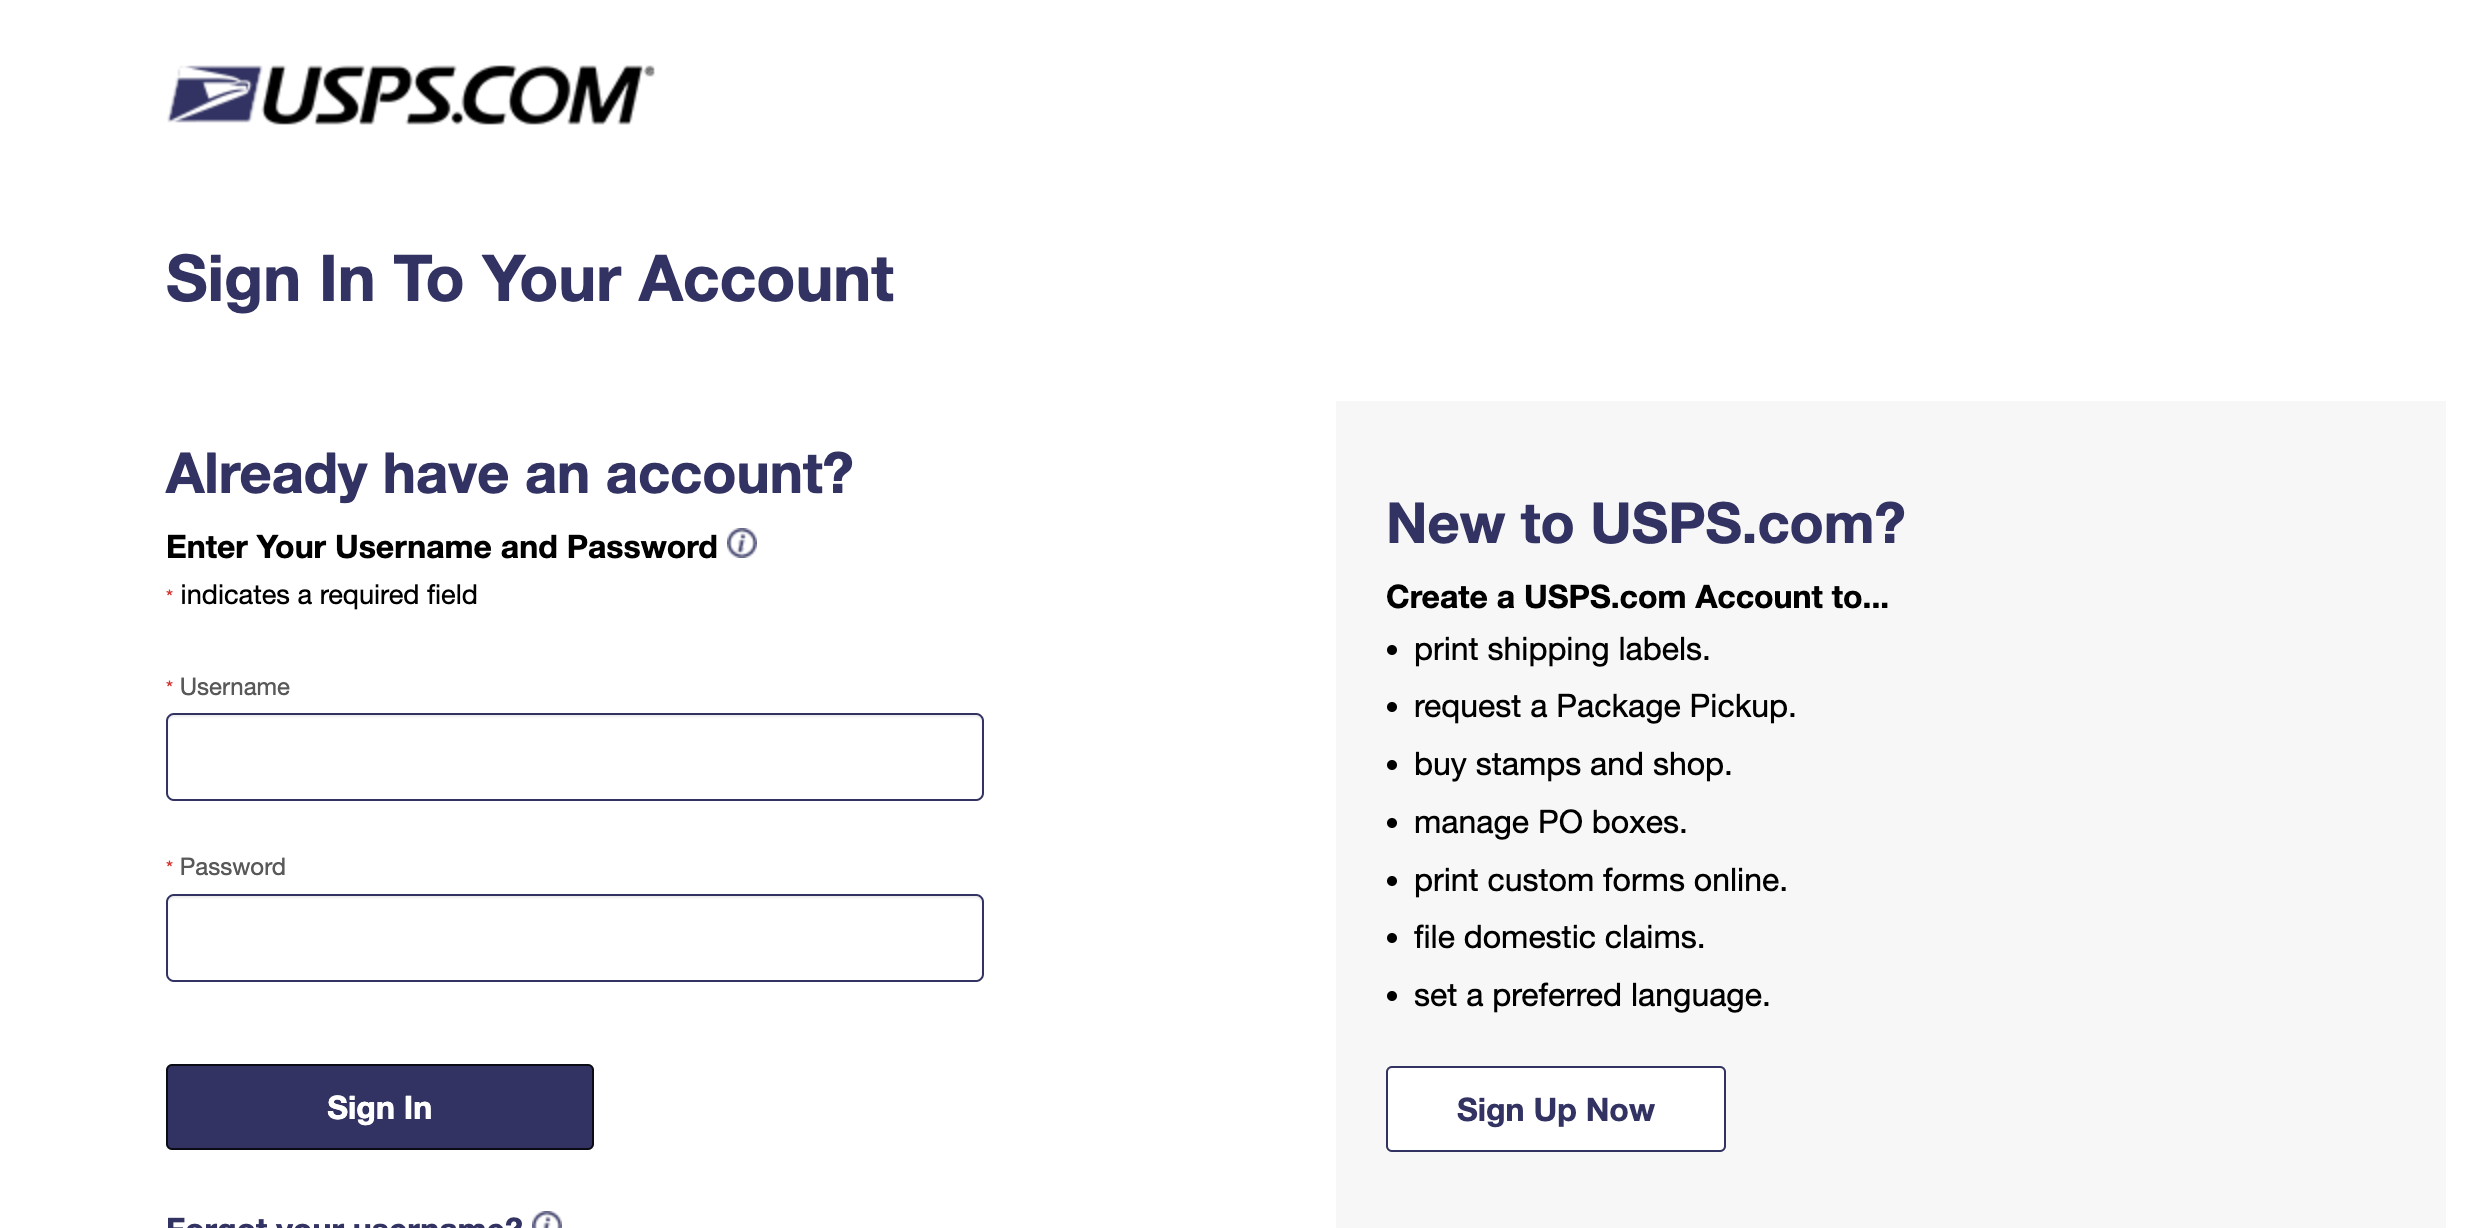 USPS.COM®
Sign In To Your Account
Already have an account?
Enter Your Username and Password
* indicates a required field
* Username
* Password
Sign In
Forgot your username?
New to USPS.com?
Create a USPS.com Account to...
• print shipping labels.
• request a Package Pickup.
• buy stamps and shop.
• manage PO boxes.
• print custom forms online.
• file domestic claims.
• set a preferred language.
Sign Up Now